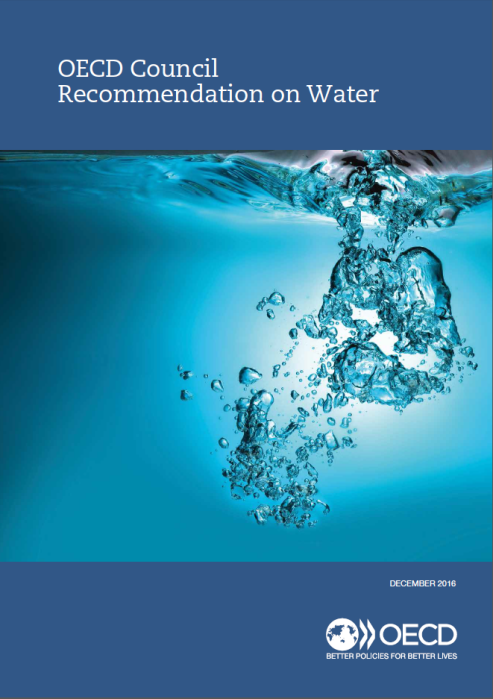 OECD Council
Recommendation on Water
DECEMBER 2016
OECD
BETTER POLICIES FOR BETTER LIVES